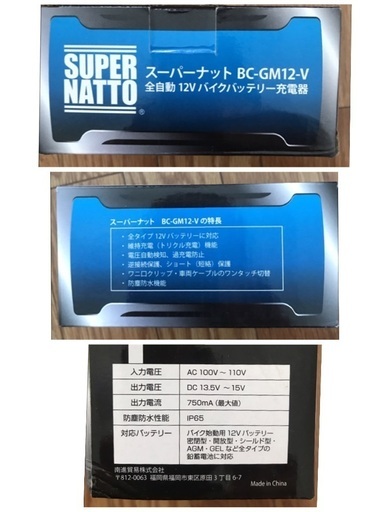 SUPER
NATTO®
スーパーナット BC-GM12-V
全自動 12V バイクバッテリー充電器
スーパーナット BC-GM12-V の特長
・全タイプ 12V バッテリーに対応
・維持充電（トリクル充電）機能
・電圧自動検知、過充電防止
・逆接続保護、ショート（短絡）保護
・ワニ口クリップ・車両ケーブルのワンタッチ切替
・防塵防水機能
入力電圧 AC 100V ～ 110V
出力電圧 DC 13.5V ～15V
出力電流 750mA (最大値)
防塵防水性能 IP65
対応バッテリー バイク始動用 12V バッテリー
密閉型・開放型・シールド型・
AGM・GEL など全タイプの
鉛蓄電池に対応
南進貿易株式会社
〒812-0063 福岡県福岡市東区原田 3 丁目 6-7
Made in China